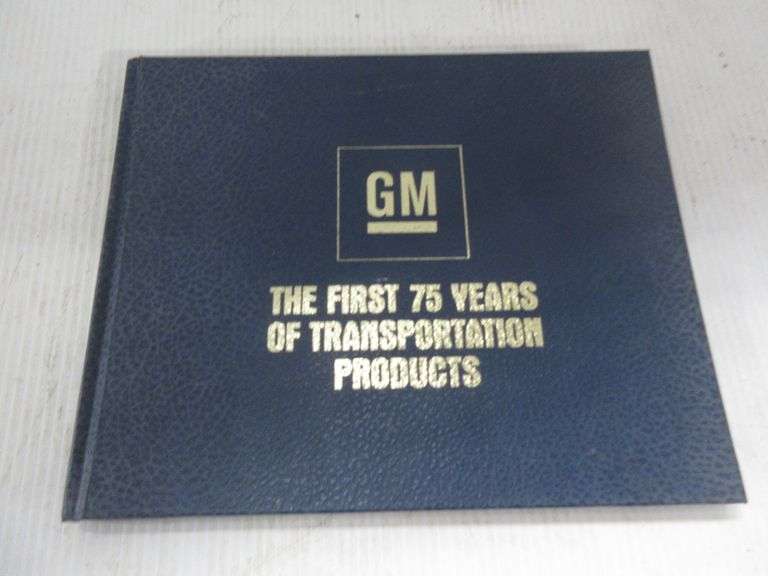 GM
THE FIRST 75 YEARS
OF TRANSPORTATION
PRODUCTS